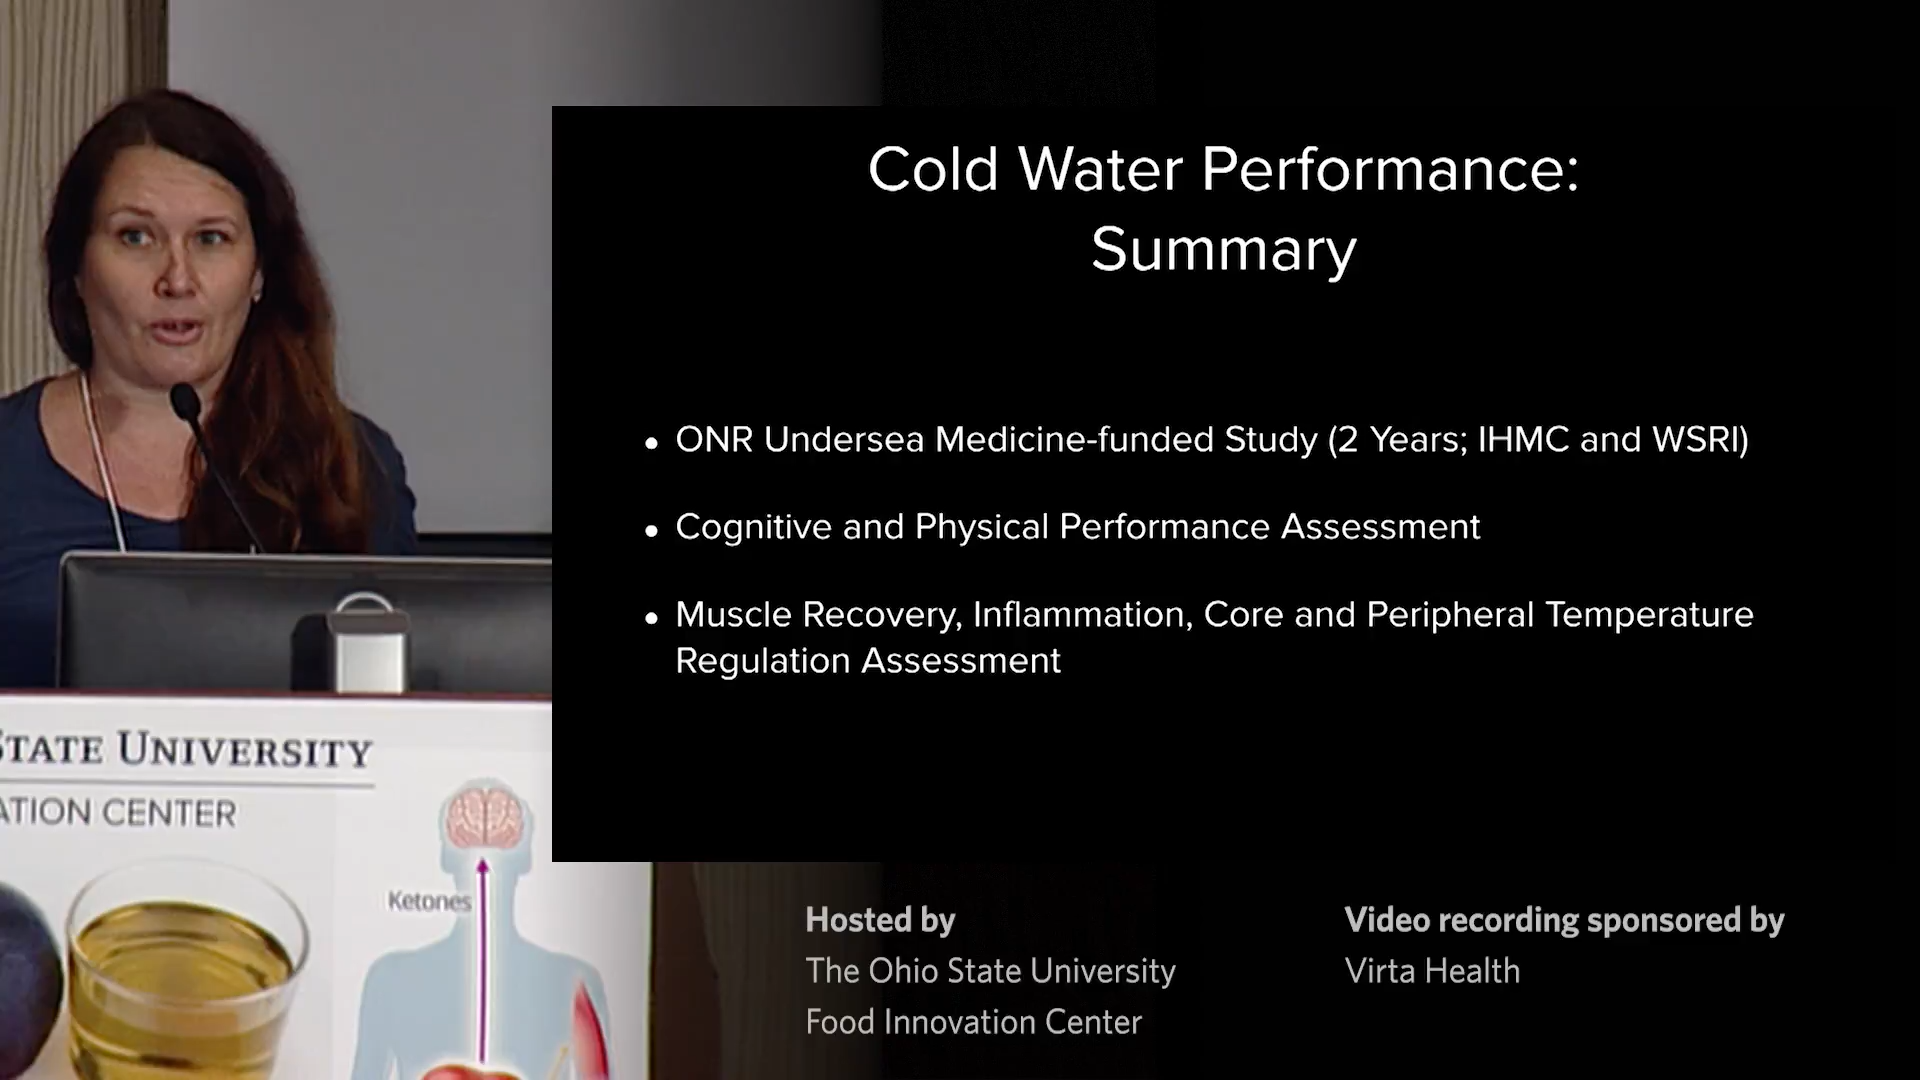 Cold Water Performance:
Summary
• ONR Undersea Medicine-funded Study (2 Years; IHMC and WSRI)
• Cognitive and Physical Performance Assessment
• Muscle Recovery, Inflammation, Core and Peripheral Temperature
Regulation Assessment
STATE UNIVERSITY
ATION CENTER
Ketones
Hosted by
The Ohio State University
Food Innovation Center
Video recording sponsored by
Virta Health